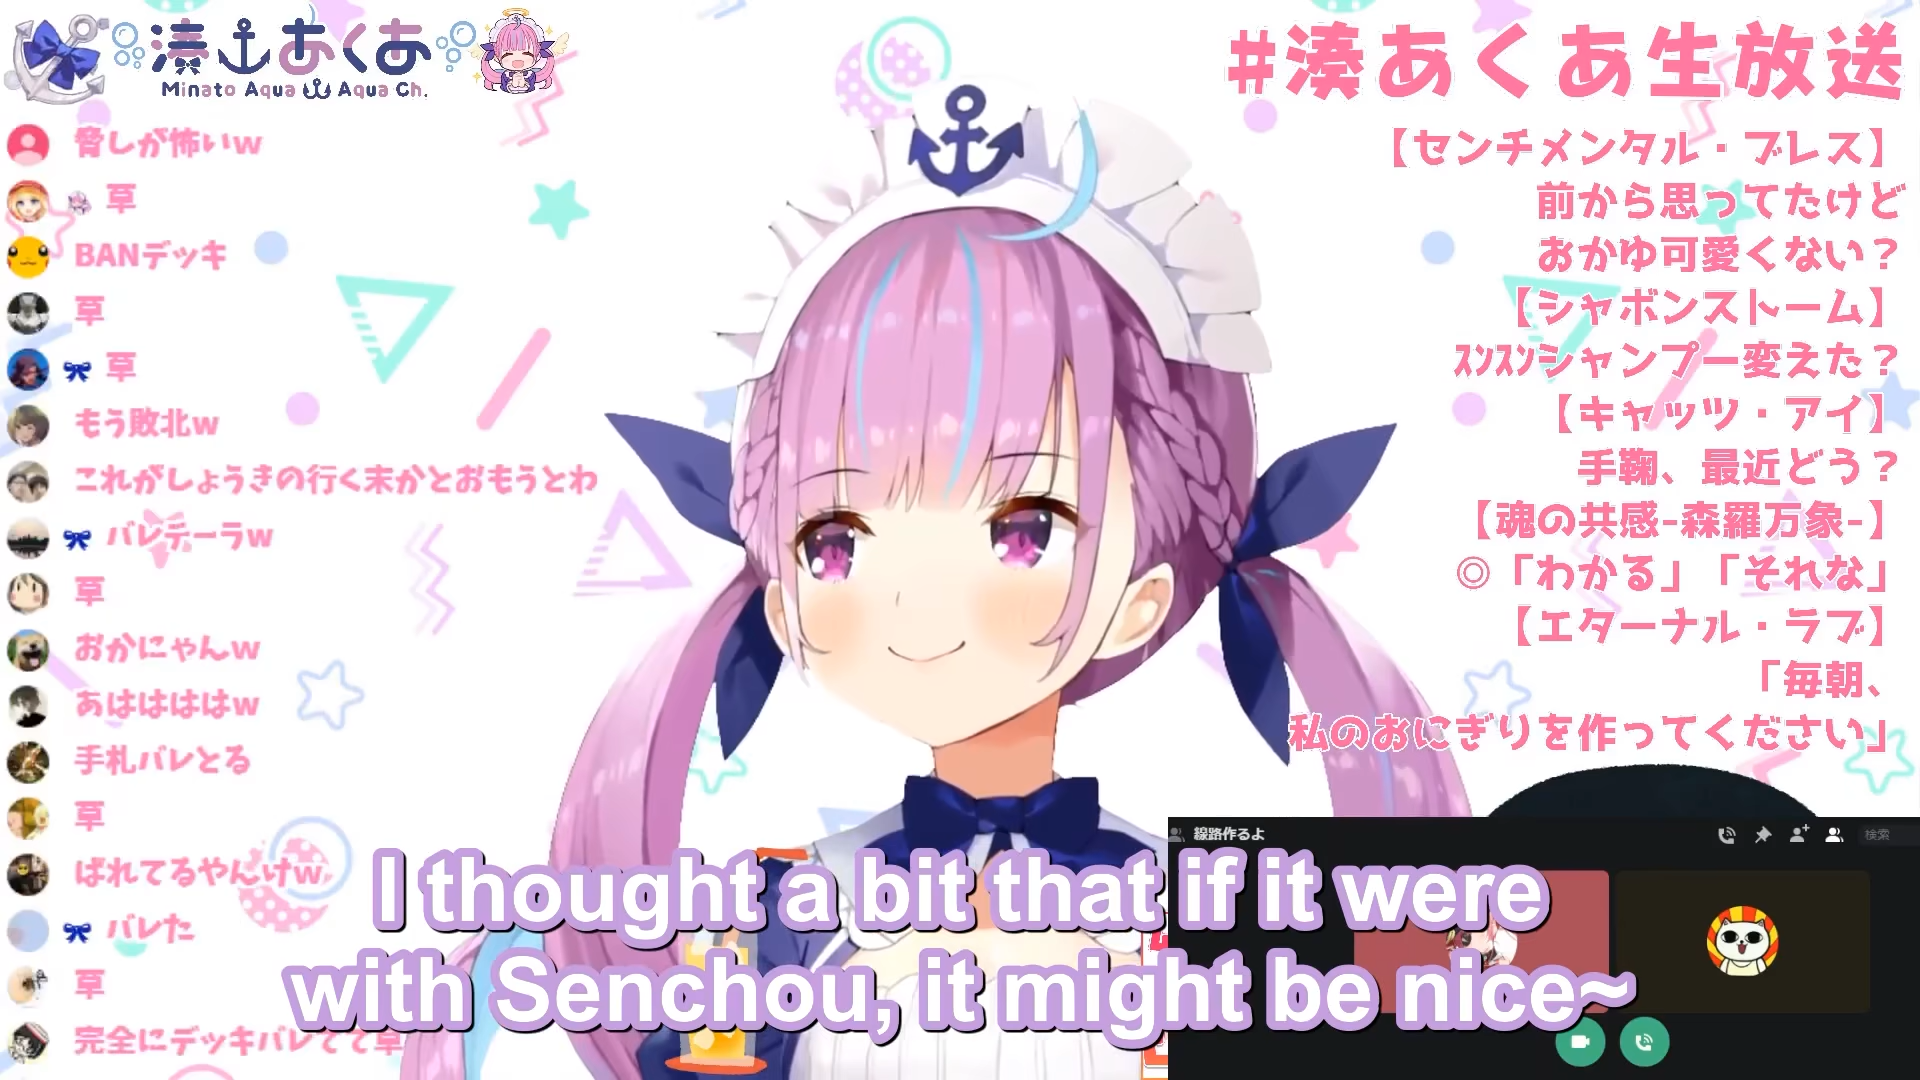 湊あくあ
Minato Aqua Aqua Ch.
脅しが怖いw
草
BANデッキ
草
草
もう敗北w
これがしょうきの行く末かとおもうとわ
バレテーラw
草
おかにゃんw
あははははw
手札バレとる
草
ばれてるやんけw
バレた
草
完全にデッキバレてて草
#湊あくあ生放送
【センチメンタル・ブレス】
前から思ってたけど
おかゆ可愛くない？
【シャボンストーム】
ｽﾝｽﾝシャンプー変えた？
【キャッツ・アイ】
手鞠、最近どう？
【魂の共感-森羅万象-】
◎「わかる」「それな」
【エターナル・ラブ】
「毎朝、
私のおにぎりを作ってください」
線路作るよ
検索
I thought a bit that if it were
with Senchou, it might be nice~